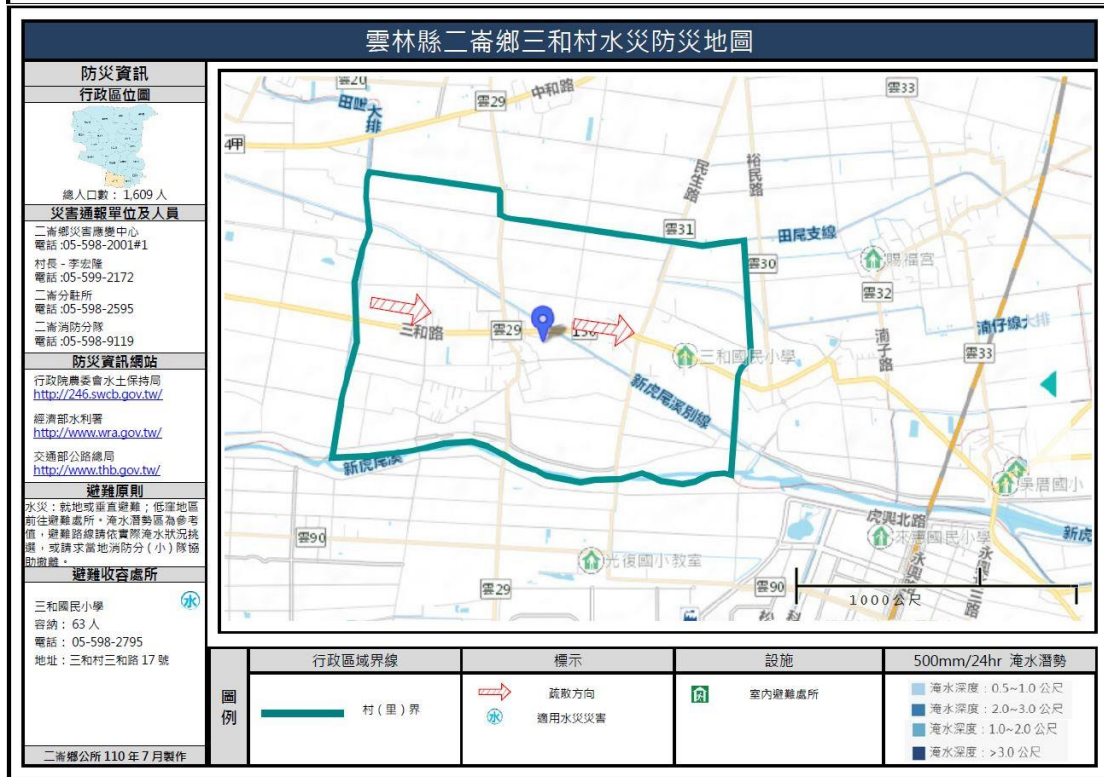 雲林縣二崙鄉三和村水災防災地圖
防災資訊
行政區位圖
總人口數：1,609 人
災害通報單位及人員
二崙鄉災害應變中心
電話:05-598-2001#1
村長 - 李宏隆
電話:05-599-2172
二崙分駐所
電話:05-598-2595
二崙消防分隊
電話:05-598-9119
防災資訊網站
行政院農委會水土保持局
http://246.swcb.gov.tw/
經濟部水利署
http://www.wra.gov.tw/
交通部公路總局
http://www.thb.gov.tw/
避難原則
水災：就地或垂直避難；低窪地區
前往避難處所。淹水潛勢區為參考
值，避難路線請依實際淹水狀況挑
選，或請求當地消防分(小)隊協
助撤離。
避難收容處所
水
三和國民小學
容納：63 人
電話：05-598-2795
地址：三和村三和路 17 號
二崙鄉公所 110 年 7 月製作
雲20
中和路
雲29
雲33
田尾大排
4甲
民生路
裕民路
雲31
田尾支線
雲30
賜福宮
雲32
三和路
雲29
三和國民小學
湳子路
湳仔線大排
雲33
新虎尾溪別線
新虎尾溪
吳厝國小
虎興北路
來惠國民小學
新虎
永興
永興三路
雲90
光復國小教室
雲29
雲90
1000公尺
松
科
圖例
行政區域界線
標示
設施
500mm/24hr 淹水潛勢
村(里)界
疏散方向
水
適用水災災害
室內避難處所
淹水深度：0.5~1.0 公尺
淹水深度：2.0~3.0 公尺
淹水深度：1.0~2.0 公尺
淹水深度：>3.0 公尺